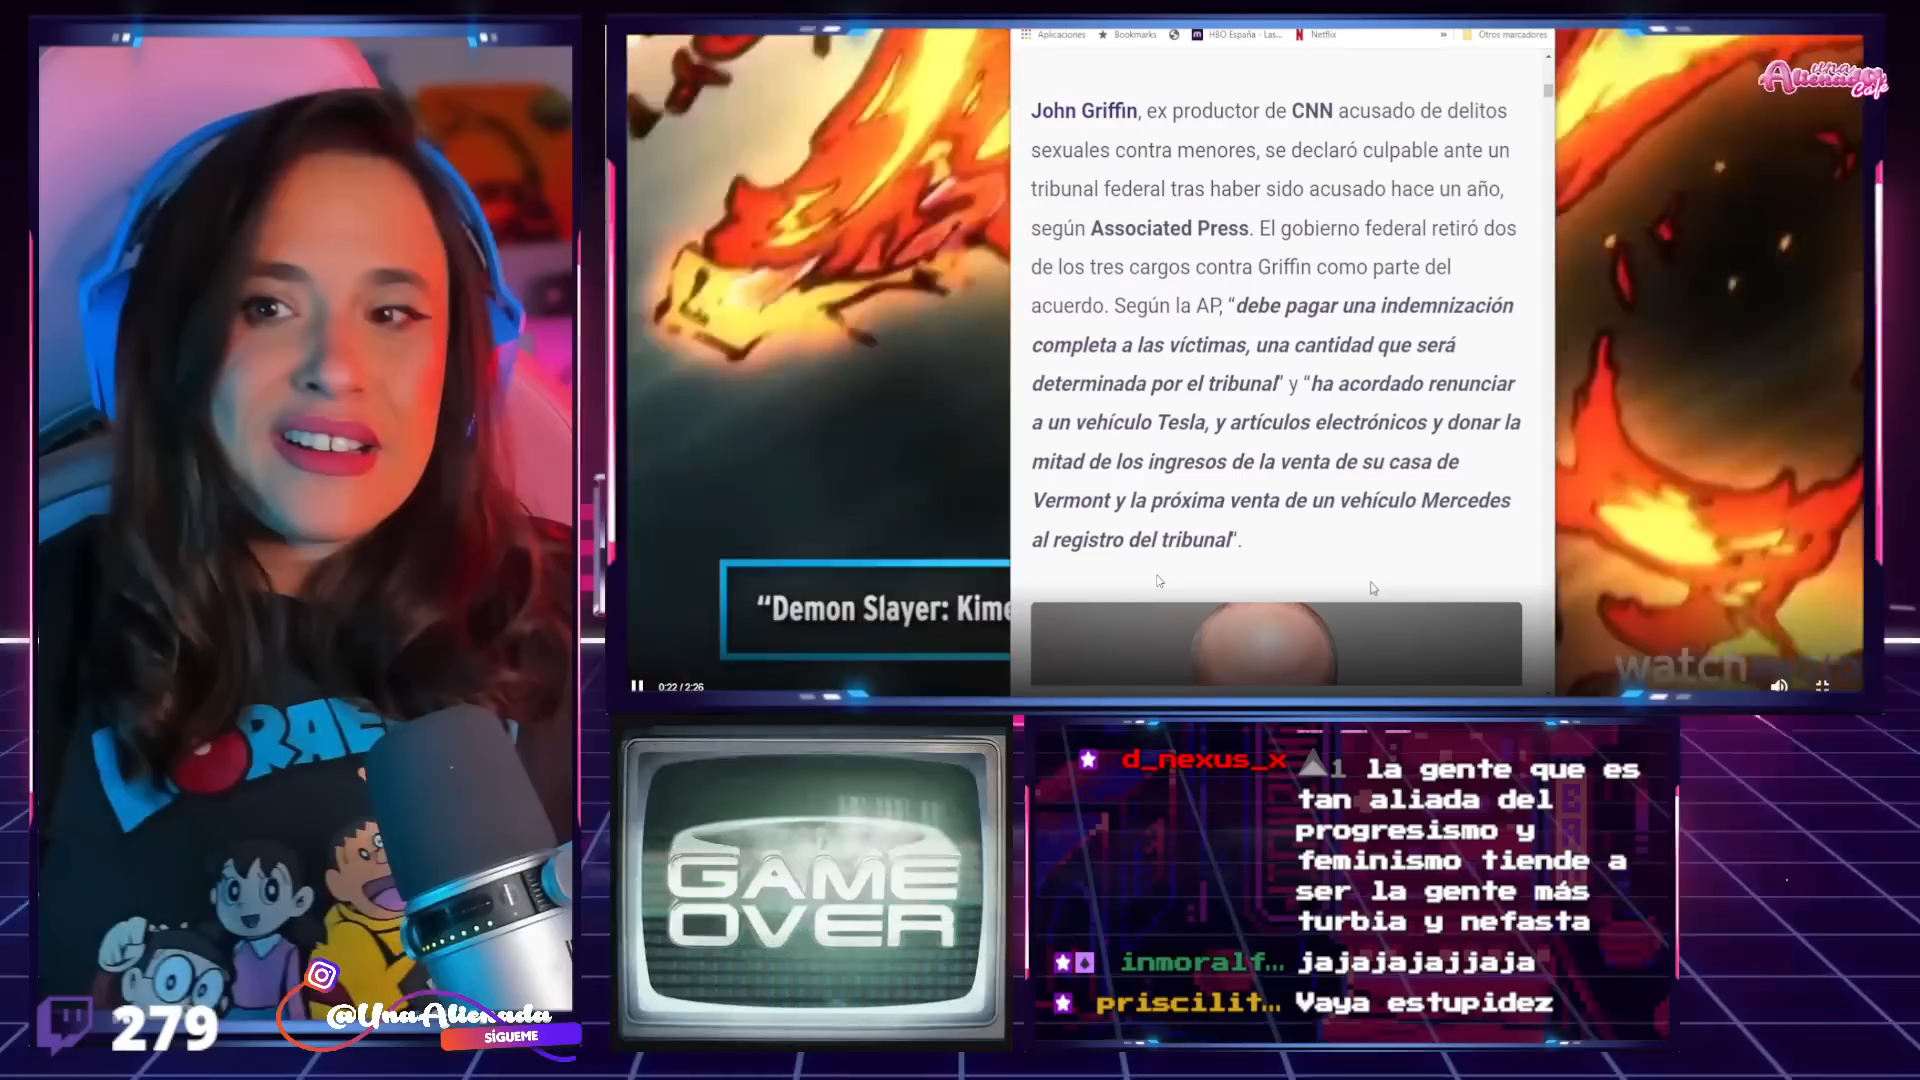 Aplicaciones Bookmarks HBO España - Las... Netflix » Otros marcadores
una
Alienada
Café
John Griffin, ex productor de CNN acusado de delitos
sexuales contra menores, se declaró culpable ante un
tribunal federal tras haber sido acusado hace un año,
según Associated Press. El gobierno federal retiró dos
de los tres cargos contra Griffin como parte del
acuerdo. Según la AP, “debe pagar una indemnización
completa a las víctimas, una cantidad que será
determinada por el tribunal” y “ha acordado renunciar
a un vehículo Tesla, y artículos electrónicos y donar la
mitad de los ingresos de la venta de su casa de
Vermont y la próxima venta de un vehículo Mercedes
al registro del tribunal“.
“Demon Slayer: Kime
watch
0:22 / 2:26
GAME
OVER
d_nexus_x 1 la gente que es
tan aliada del
progresismo y
feminismo tiende a
ser la gente más
turbia y nefasta
inmoralf... jajajajajjaja
priscilit... Vaya estupidez
279
@UnaAlienada
SÍGUEME